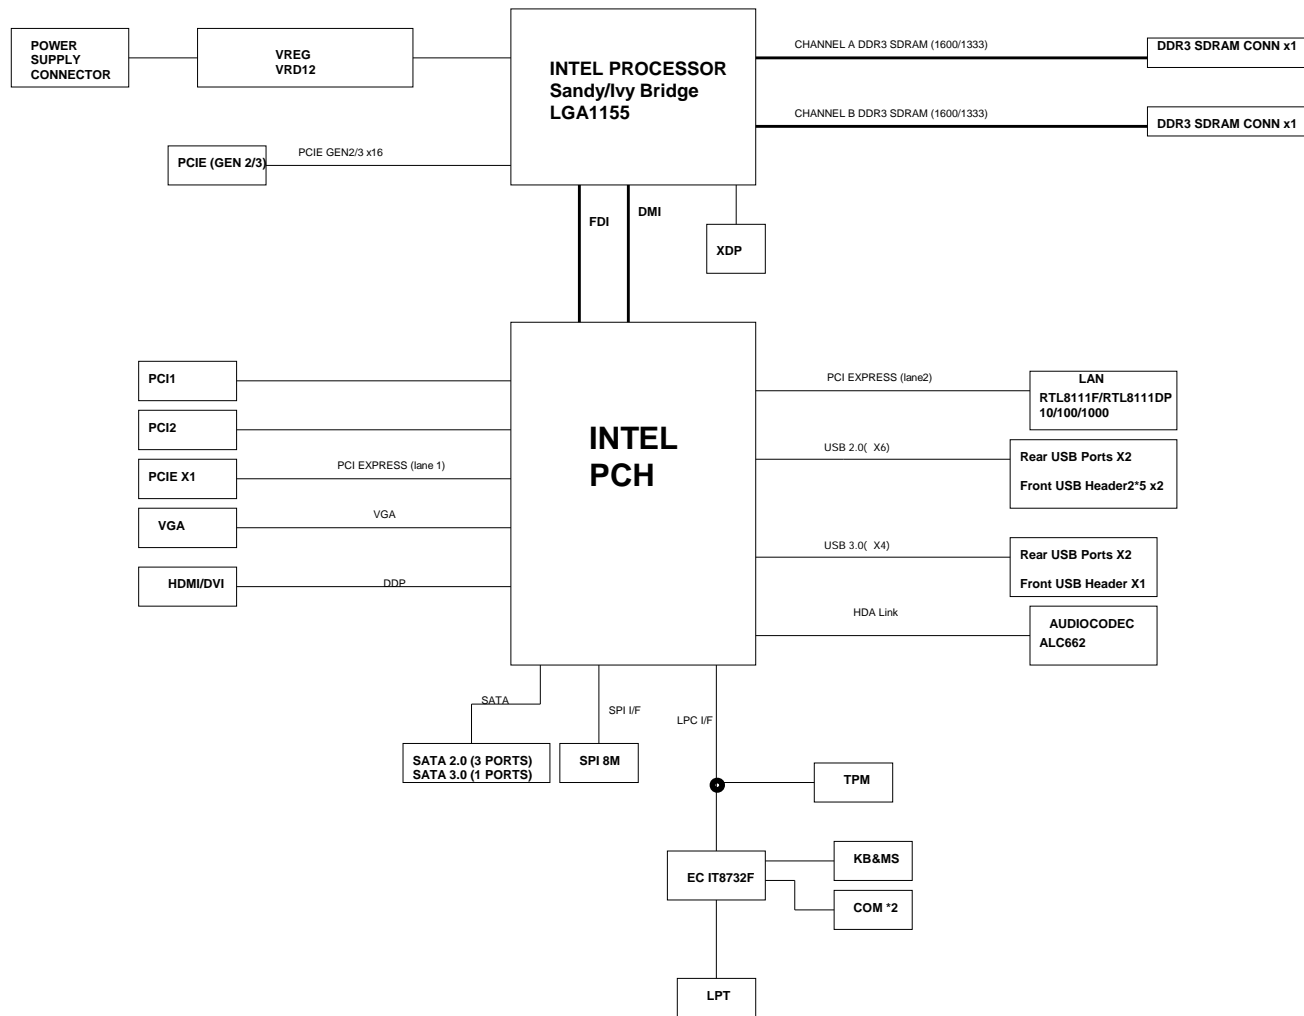 POWER
SUPPLY
CONNECTOR
VREG
VRD12
INTEL PROCESSOR
Sandy/Ivy Bridge
LGA1155
CHANNEL A DDR3 SDRAM (1600/1333)
DDR3 SDRAM CONN x1
CHANNEL B DDR3 SDRAM (1600/1333)
DDR3 SDRAM CONN x1
PCIE (GEN 2/3)
PCIE GEN2/3 x16
FDI
DMI
XDP
INTEL
PCH
PCI1
PCI2
PCIE X1
PCI EXPRESS (lane 1)
VGA
VGA
HDMI/DVI
DDP
PCI EXPRESS (lane2)
LAN
RTL8111F/RTL8111DP
10/100/1000
USB 2.0( X6)
Rear USB Ports X2
Front USB Header2*5 x2
USB 3.0( X4)
Rear USB Ports X2
Front USB Header X1
HDA Link
AUDIOCODEC
ALC662
SATA
SATA 2.0 (3 PORTS)
SATA 3.0 (1 PORTS)
SPI I/F
SPI 8M
LPC I/F
TPM
EC IT8732F
KB&MS
COM *2
LPT